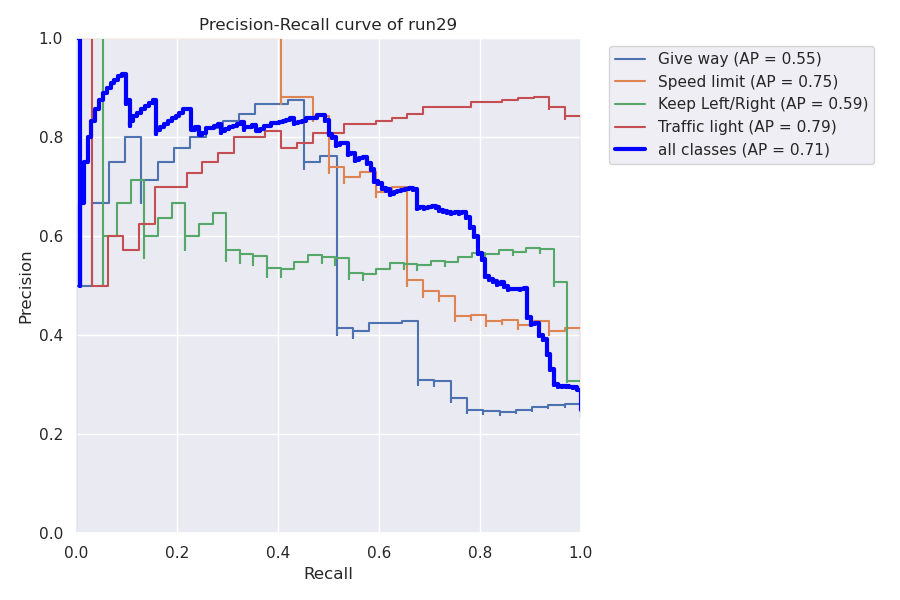 Precision-Recall curve of run29
1.0
0.8
0.6
0.4
0.2
0.0
Precision
0.0 0.2 0.4 0.6 0.8 1.0
Recall
Give way (AP = 0.55)
Speed limit (AP = 0.75)
Keep Left/Right (AP = 0.59)
Traffic light (AP = 0.79)
all classes (AP = 0.71)